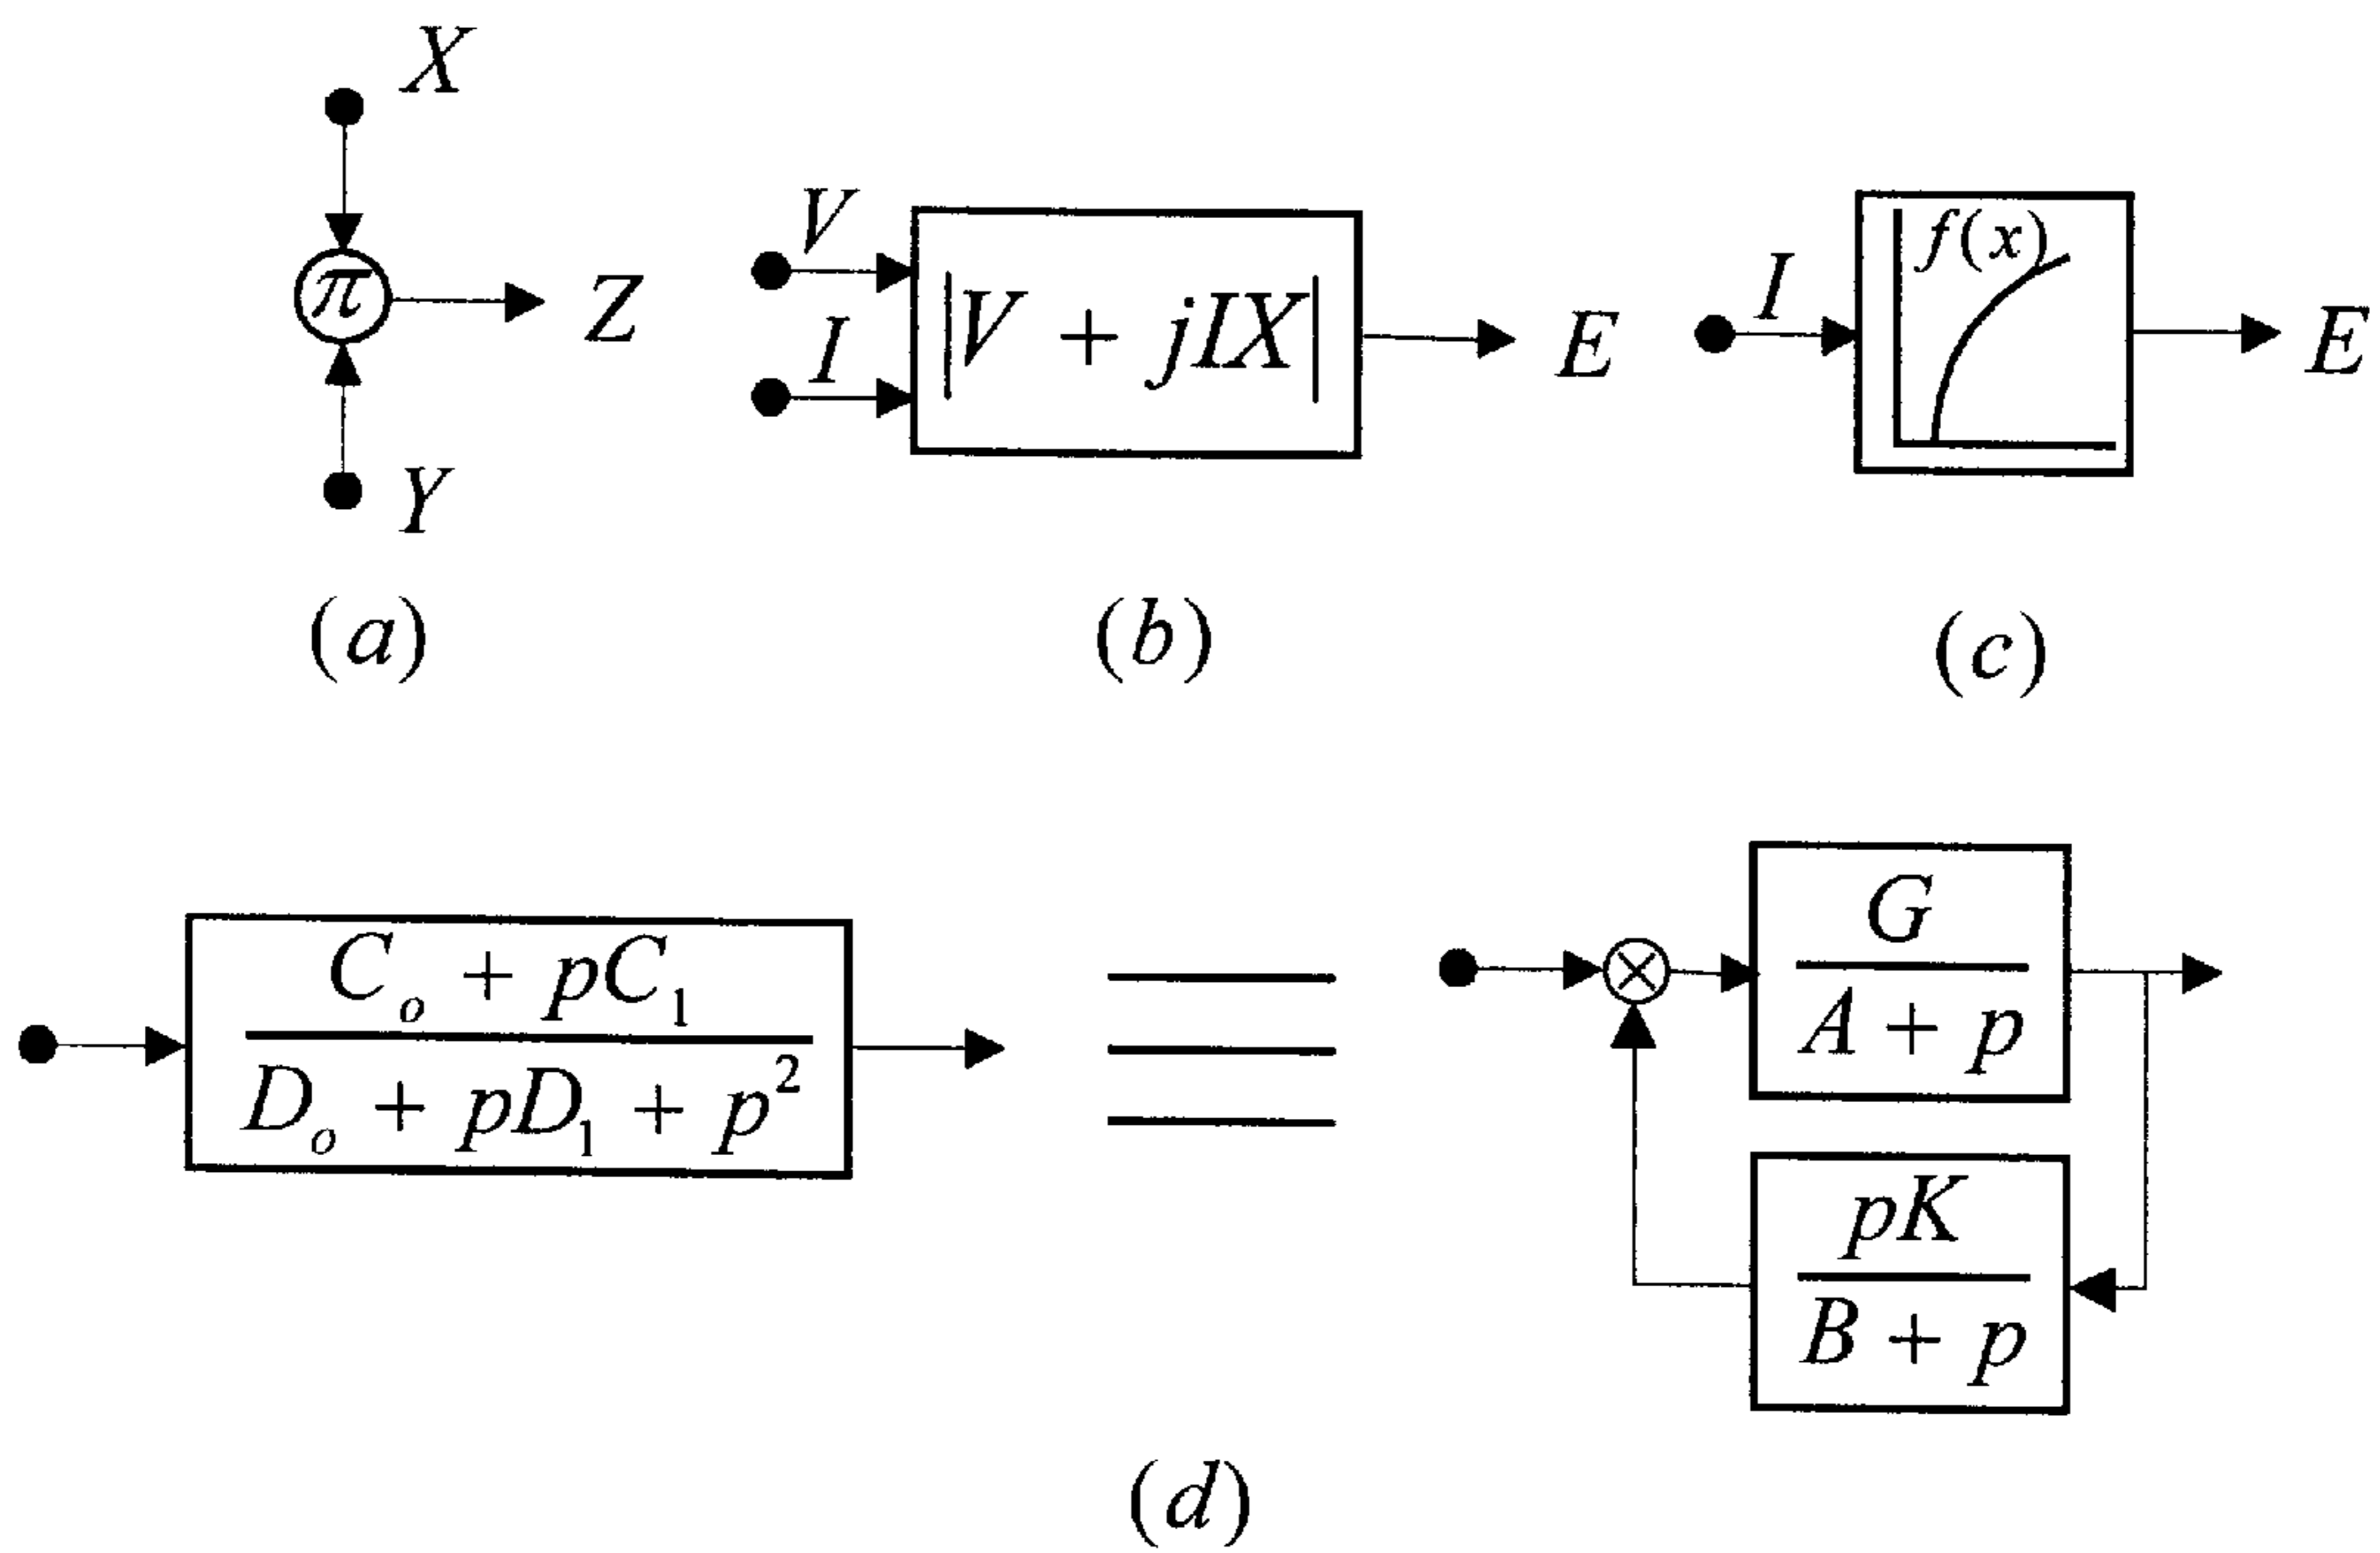 X
π
Z
Y
(a)
V
I
|V + jIX|
E
(b)
I
f(x)
E
(c)
C_o + pC_1
D_o + pD_1 + p^2
G
A + p
pK
B + p
(d)